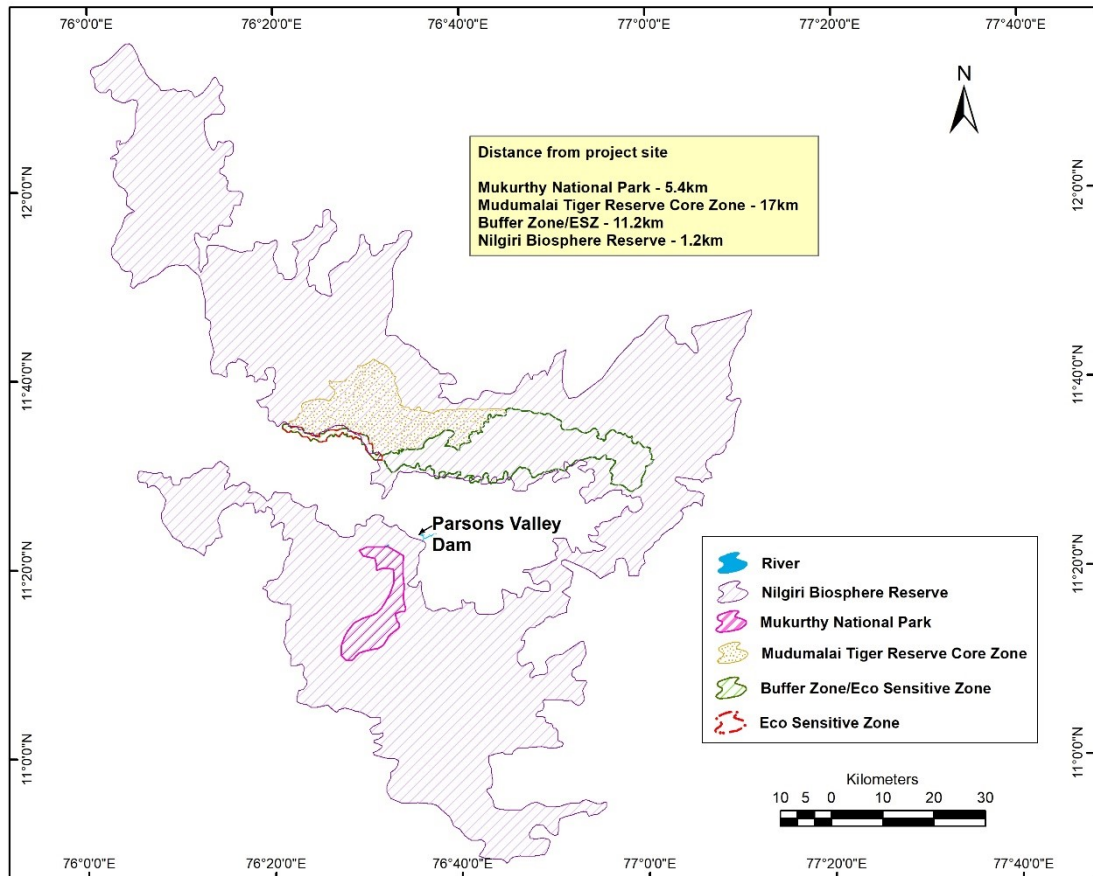 76°0'0"E 76°20'0"E 76°40'0"E 77°0'0"E 77°20'0"E 77°40'0"E
N
Distance from project site
Mukurthy National Park - 5.4km
Mudumalai Tiger Reserve Core Zone - 17km
Buffer Zone/ESZ - 11.2km
Nilgiri Biosphere Reserve - 1.2km
12°0'0"N 12°0'0"N
11°40'0"N 11°40'0"N
Parsons Valley
Dam
11°20'0"N 11°20'0"N
River
Nilgiri Biosphere Reserve
Mukurthy National Park
Mudumalai Tiger Reserve Core Zone
Buffer Zone/Eco Sensitive Zone
Eco Sensitive Zone
11°0'0"N 11°0'0"N
Kilometers
10 5 0 10 20 30
76°0'0"E 76°20'0"E 76°40'0"E 77°0'0"E 77°20'0"E 77°40'0"E